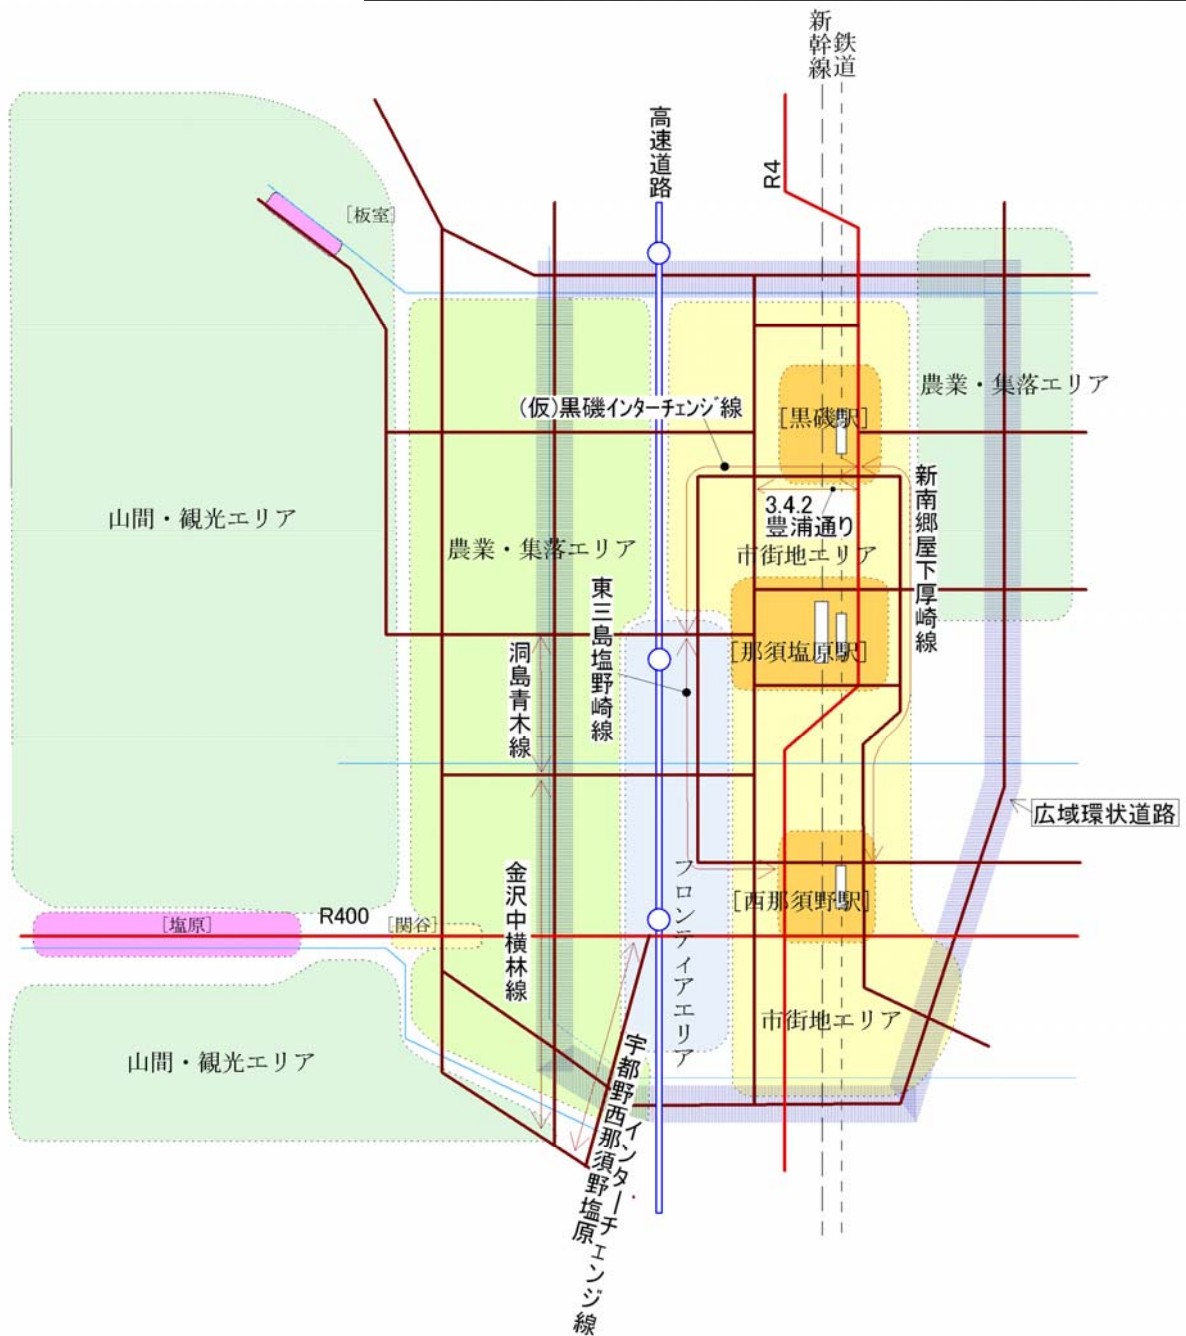 新幹線
鉄道
高速道路
R4
[板室]
農業・集落エリア
(仮)黒磯インターチェンジ線
[黒磯駅]
山間・観光エリア
農業・集落エリア
3.4.2
豊浦通り
市街地エリア
新南郷屋下厚崎線
東三島塩野崎線
洞島青木線
[那須塩原駅]
広域環状道路
金沢中横林線
フロンティアエリア
[西那須野駅]
[塩原]
R400
[関谷]
市街地エリア
山間・観光エリア
宇都野西那須野塩原
インターチェンジ線